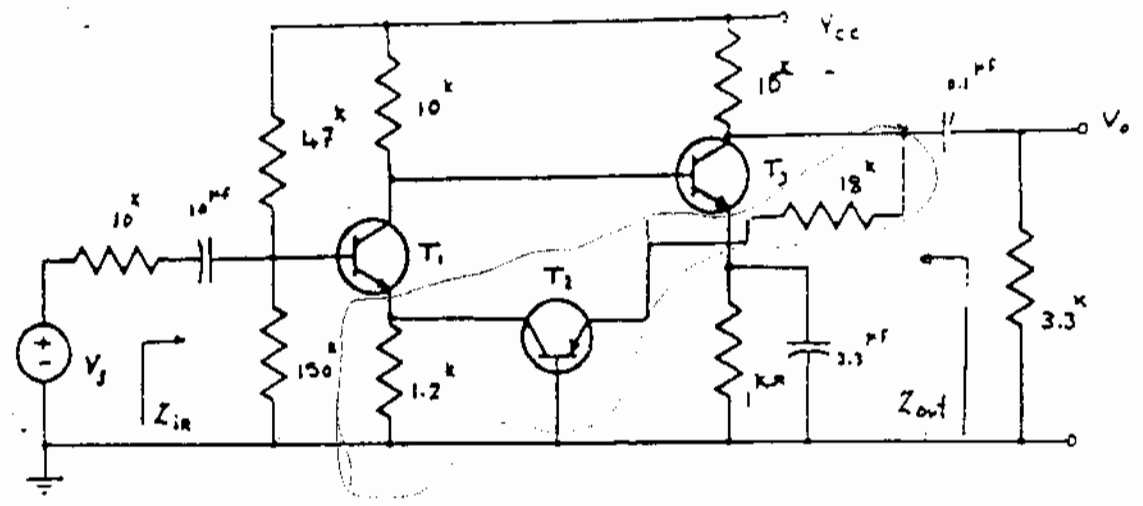 Vcc
10K
10K
0.1μf
47K
Vo
T3
18K
10K
10μf
T1
T2
3.3K
Vs
150K
1.2K
3.3μf
1K
Zin
Zout